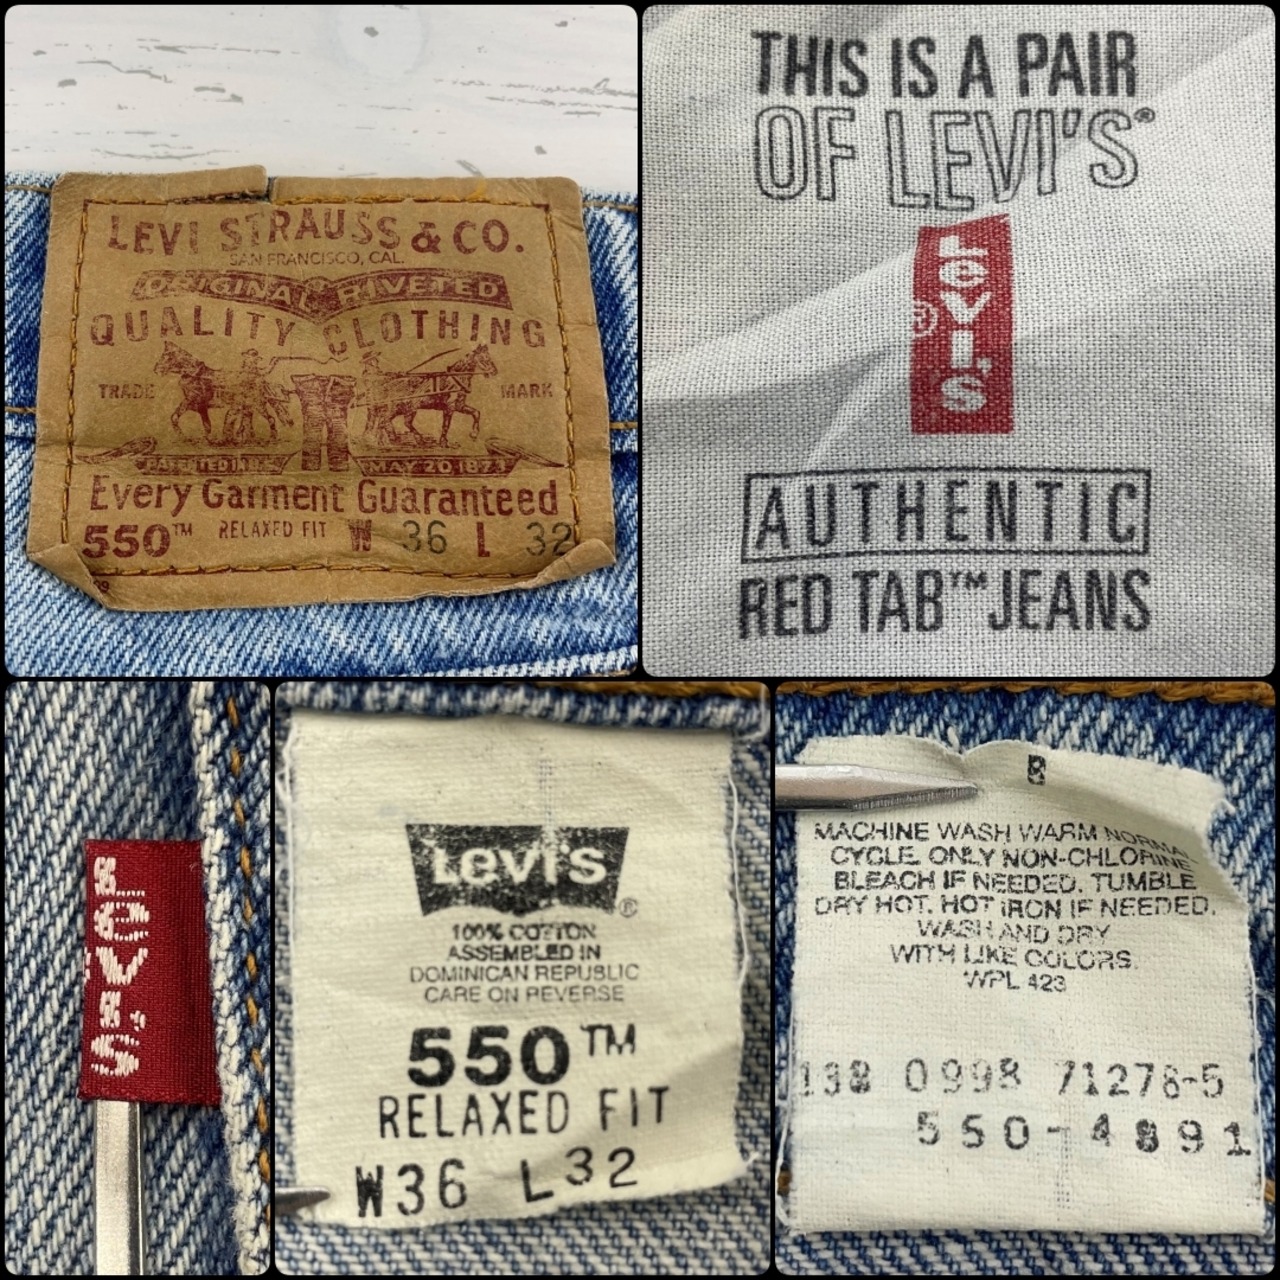 LEVI STRAUSS & CO.
SAN FRANCISCO, CAL.
ORIGINAL RIVETED
QUALITY CLOTHING
TRADE MARK
PATENTED IN U.S. MAY 20 1873
Every Garment Guaranteed
550™ RELAXED FIT W 36 L 32
THIS IS A PAIR
OF LEVI'S®
LEVI'S
®
AUTHENTIC
RED TAB™ JEANS
LEVI'S
Levi's®
100% COTTON
ASSEMBLED IN
DOMINICAN REPUBLIC
CARE ON REVERSE
550™
RELAXED FIT
W36 L32
R
MACHINE WASH WARM NORMAL
CYCLE. ONLY NON-CHLORINE
BLEACH IF NEEDED. TUMBLE
DRY HOT. HOT IRON IF NEEDED.
WASH AND DRY
WITH LIKE COLORS.
WPL 423
138 0998 71278-5
550-4891